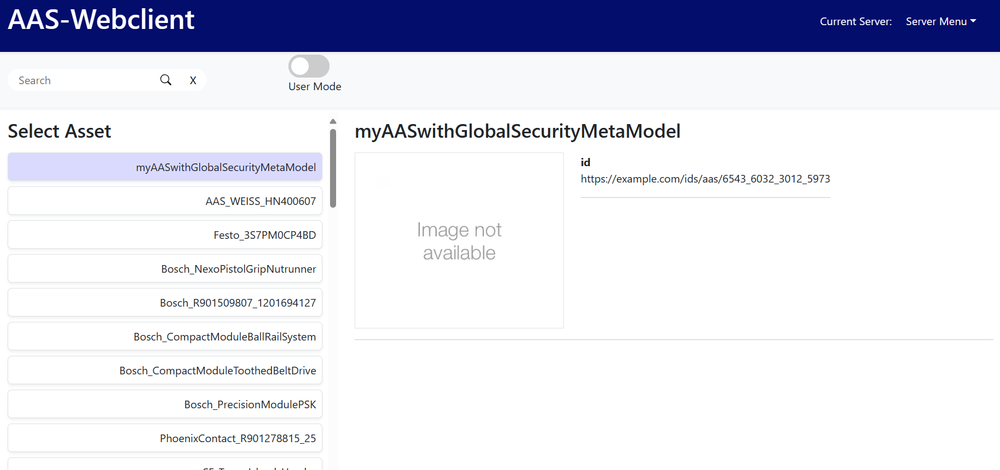 AAS-Webclient
Current Server: Server Menu
Search X
User Mode
Select Asset
myAASwithGlobalSecurityMetaModel
AAS_WEISS_HN400607
Festo_3S7PM0CP4BD
Bosch_NexoPistolGripNutrunner
Bosch_R901509807_1201694127
Bosch_CompactModuleBallRailSystem
Bosch_CompactModuleToothedBeltDrive
Bosch_PrecisionModulePSK
PhoenixContact_R901278815_25
myAASwithGlobalSecurityMetaModel
Image not
available
id
https://example.com/ids/aas/6543_6032_3012_5973